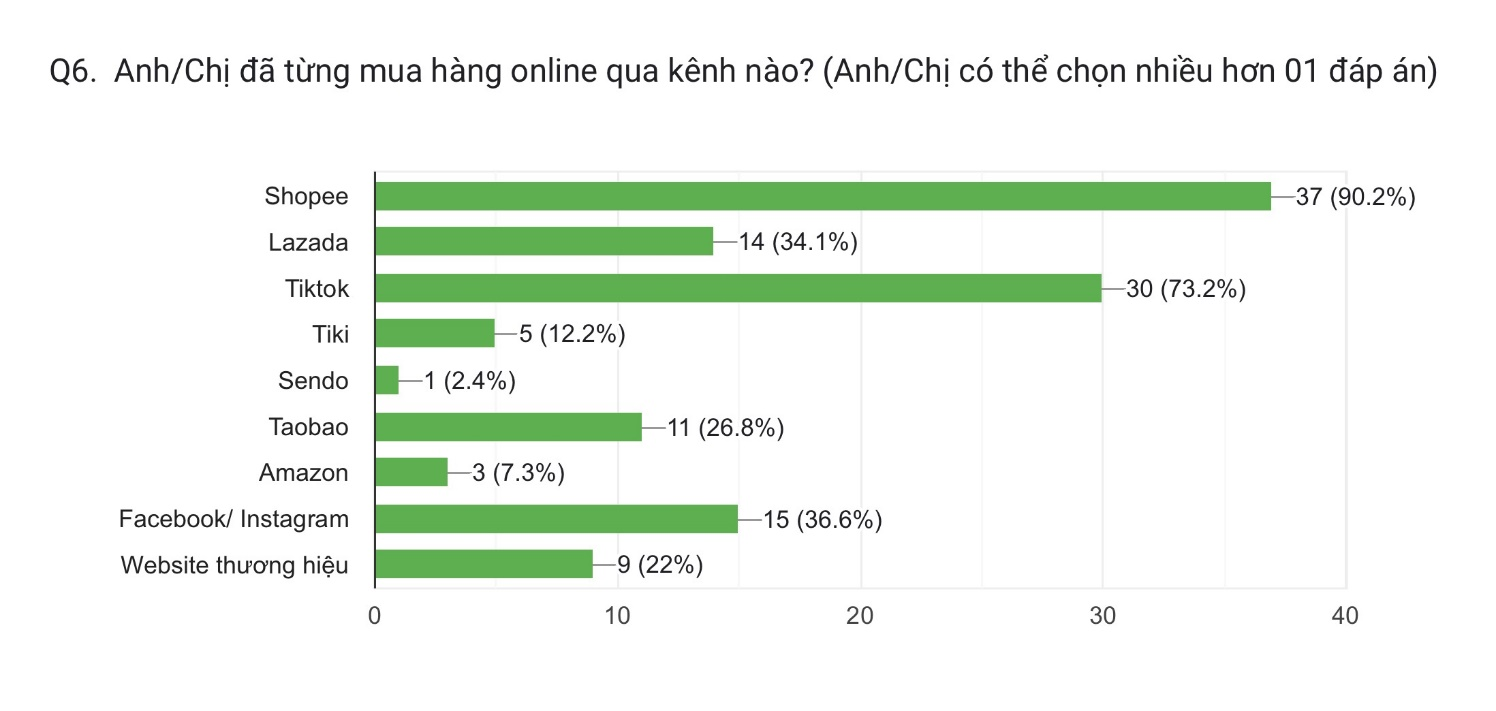 Q6. Anh/Chị đã từng mua hàng online qua kênh nào? (Anh/Chị có thể chọn nhiều hơn 01 đáp án)
Shopee 37 (90.2%)
Lazada 14 (34.1%)
Tiktok 30 (73.2%)
Tiki 5 (12.2%)
Sendo 1 (2.4%)
Taobao 11 (26.8%)
Amazon 3 (7.3%)
Facebook/ Instagram 15 (36.6%)
Website thương hiệu 9 (22%)
0 10 20 30 40